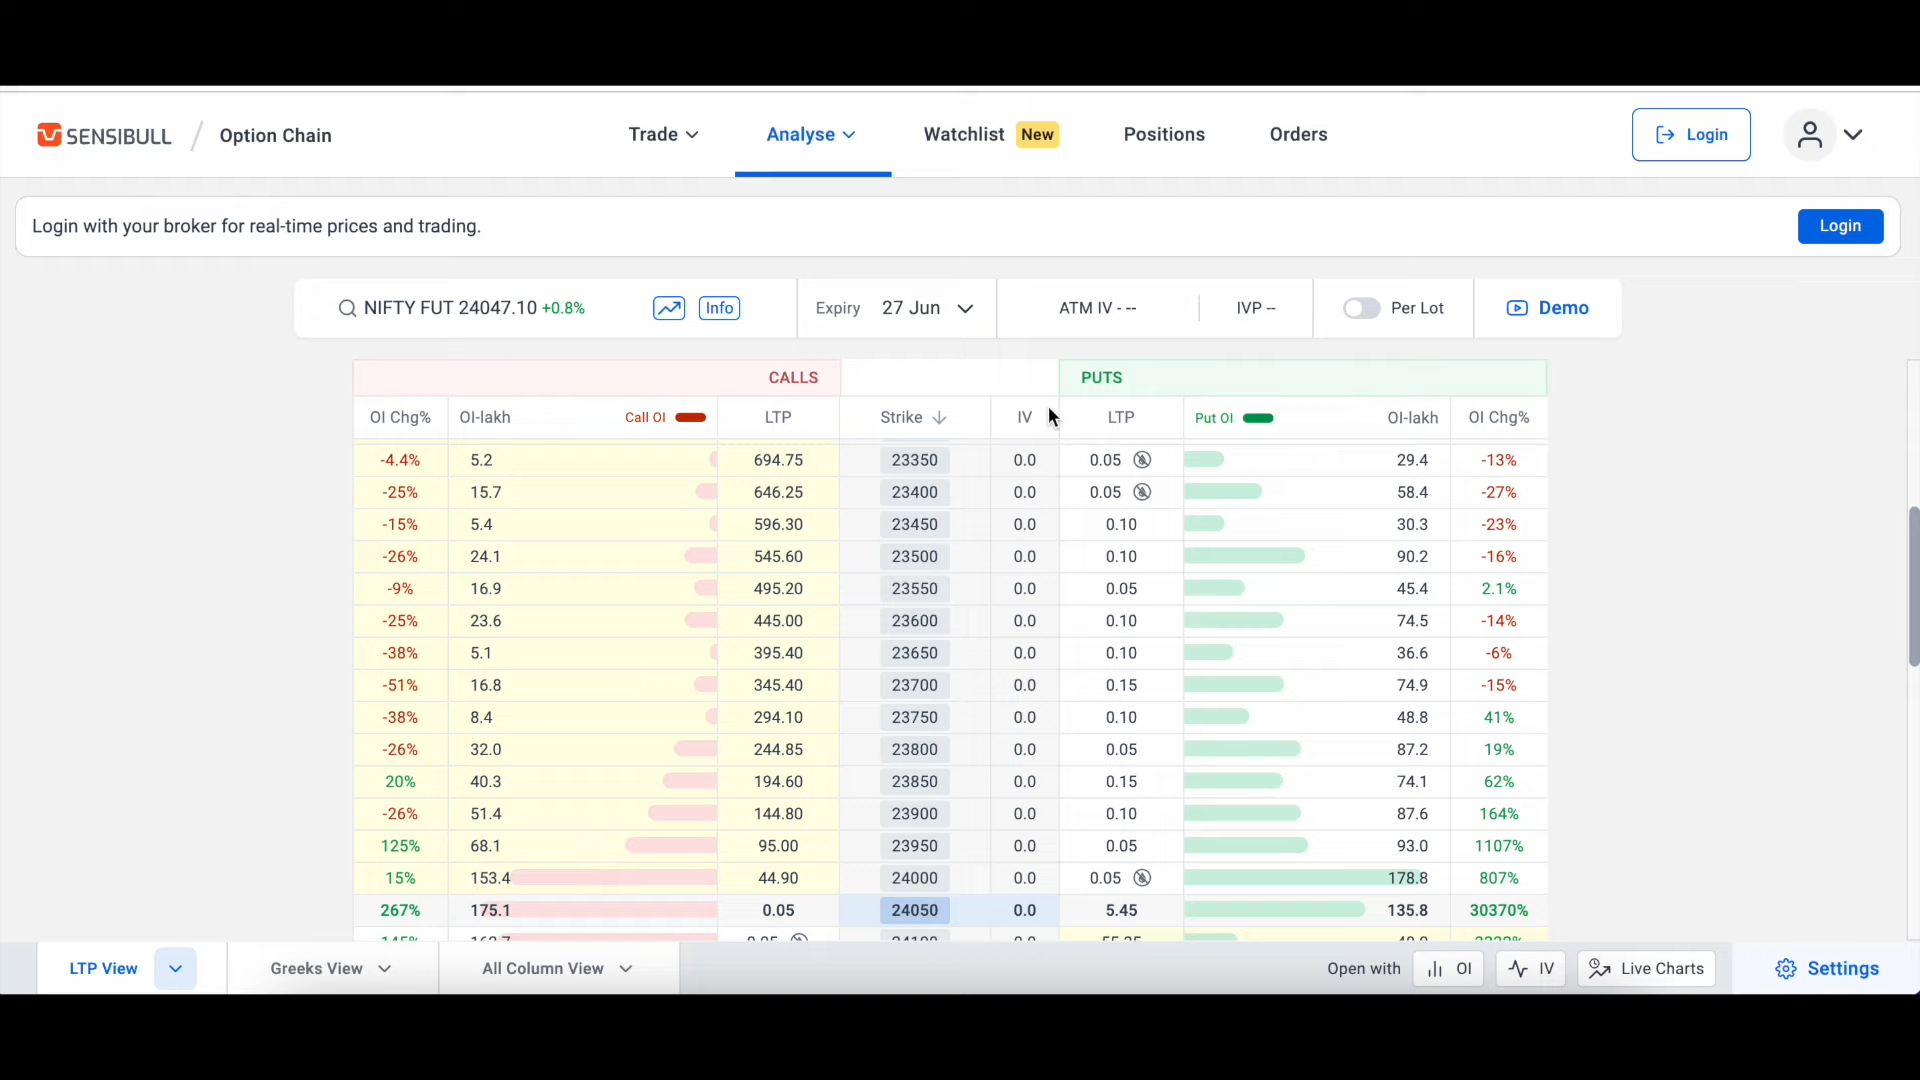 SENSIBULL / Option Chain Trade Analyse Watchlist New Positions Orders Login
Login with your broker for real-time prices and trading. Login
NIFTY FUT 24047.10 +0.8% Info Expiry 27 Jun ATM IV - -- IVP -- Per Lot Demo
CALLS PUTS
OI Chg% OI-lakh Call OI LTP Strike IV LTP Put OI OI-lakh OI Chg%
-4.4% 5.2 694.75 23350 0.0 0.05 29.4 -13%
-25% 15.7 646.25 23400 0.0 0.05 58.4 -27%
-15% 5.4 596.30 23450 0.0 0.10 30.3 -23%
-26% 24.1 545.60 23500 0.0 0.10 90.2 -16%
-9% 16.9 495.20 23550 0.0 0.05 45.4 2.1%
-25% 23.6 445.00 23600 0.0 0.10 74.5 -14%
-38% 5.1 395.40 23650 0.0 0.10 36.6 -6%
-51% 16.8 345.40 23700 0.0 0.15 74.9 -15%
-38% 8.4 294.10 23750 0.0 0.10 48.8 41%
-26% 32.0 244.85 23800 0.0 0.05 87.2 19%
20% 40.3 194.60 23850 0.0 0.15 74.1 62%
-26% 51.4 144.80 23900 0.0 0.10 87.6 164%
125% 68.1 95.00 23950 0.0 0.05 93.0 1107%
15% 153.4 44.90 24000 0.0 0.05 178.8 807%
267% 175.1 0.05 24050 0.0 5.45 135.8 30370%
LTP View Greeks View All Column View Open with OI IV Live Charts Settings